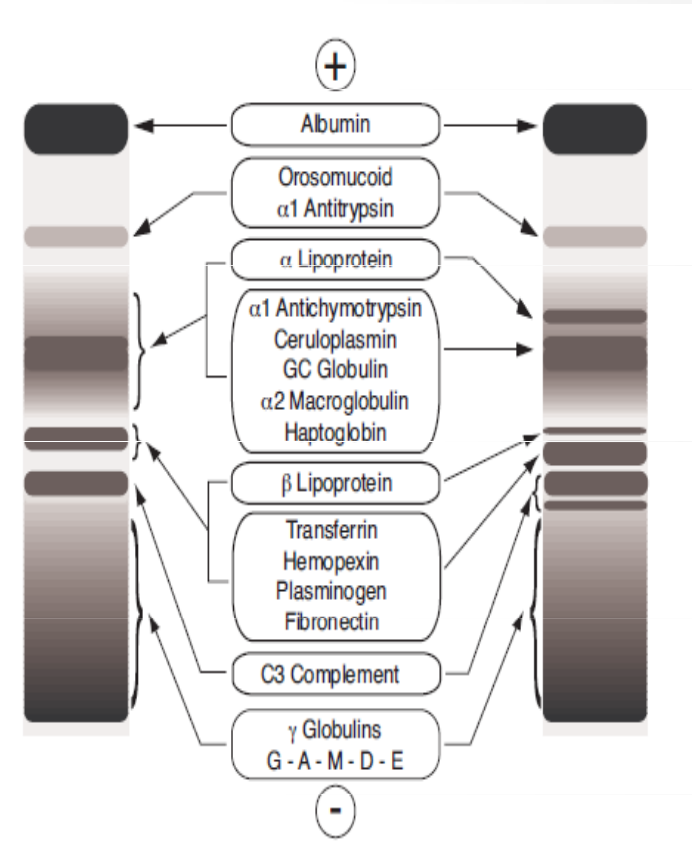 +
Albumin
Orosomucoid
α1 Antitrypsin
α Lipoprotein
α1 Antichymotrypsin
Ceruloplasmin
GC Globulin
α2 Macroglobulin
Haptoglobin
β Lipoprotein
Transferrin
Hemopexin
Plasminogen
Fibronectin
C3 Complement
γ Globulins
G - A - M - D - E
-